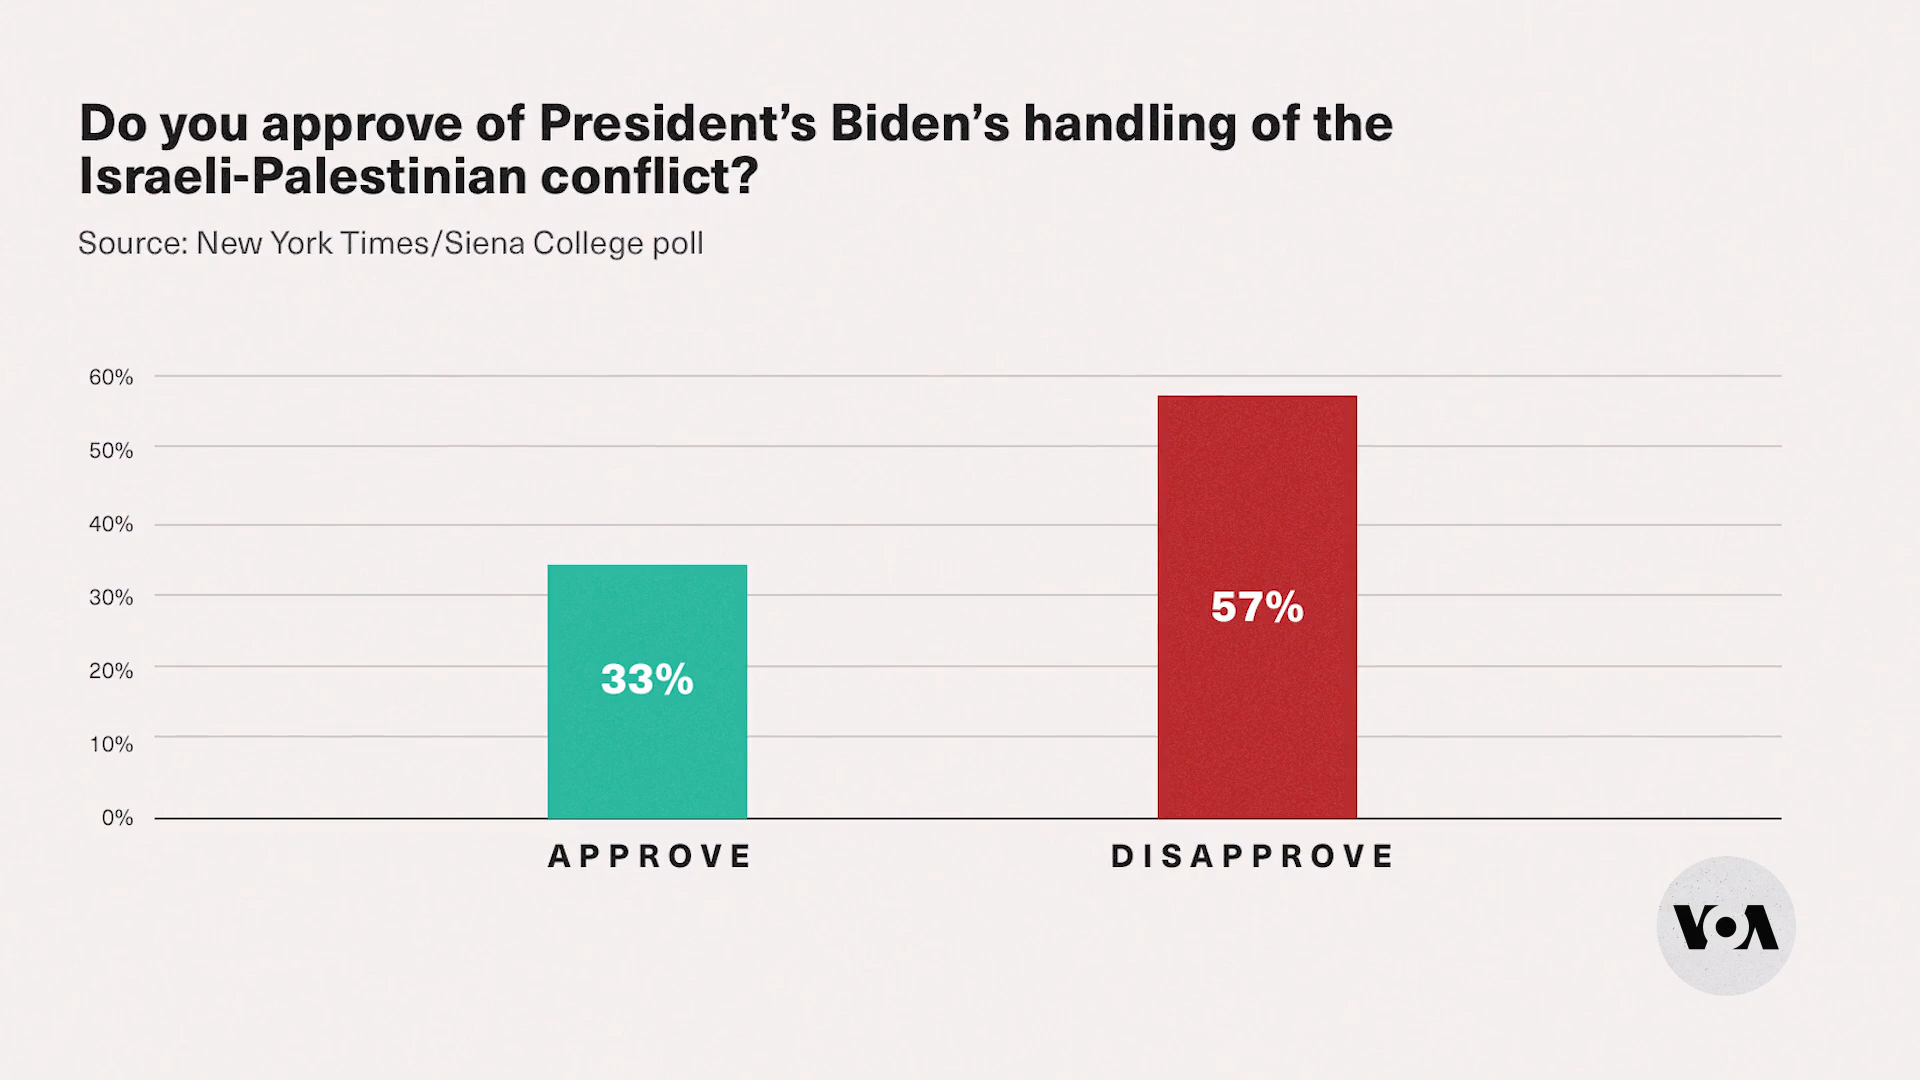 Do you approve of President’s Biden’s handling of the
Israeli-Palestinian conflict?
Source: New York Times/Siena College poll
60%
50%
40%
30%
20%
10%
0%
33%
57%
APPROVE
DISAPPROVE
VOA